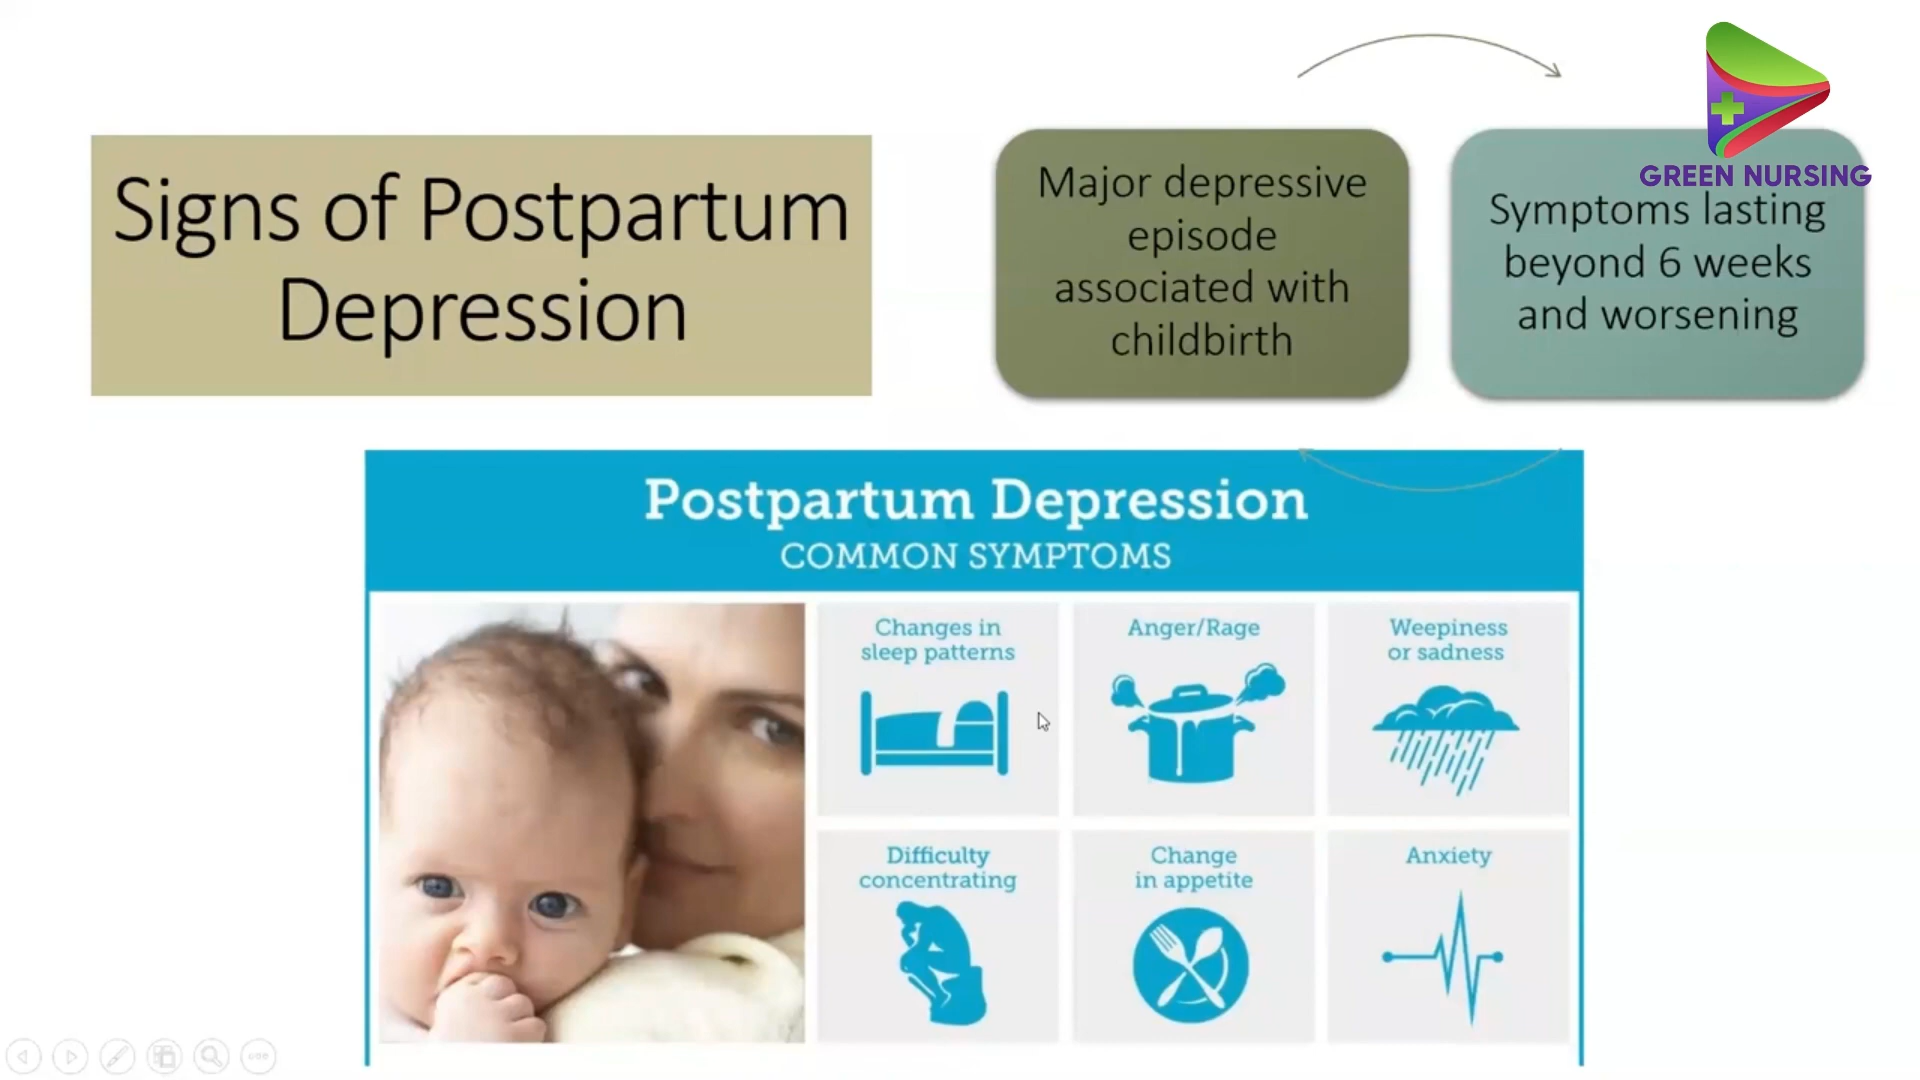 Signs of Postpartum
Depression
Major depressive
episode
associated with
childbirth
GREEN NURSING
Symptoms lasting
beyond 6 weeks
and worsening
Postpartum Depression
COMMON SYMPTOMS
Changes in
sleep patterns
Anger/Rage
Weepiness
or sadness
Difficulty
concentrating
Change
in appetite
Anxiety